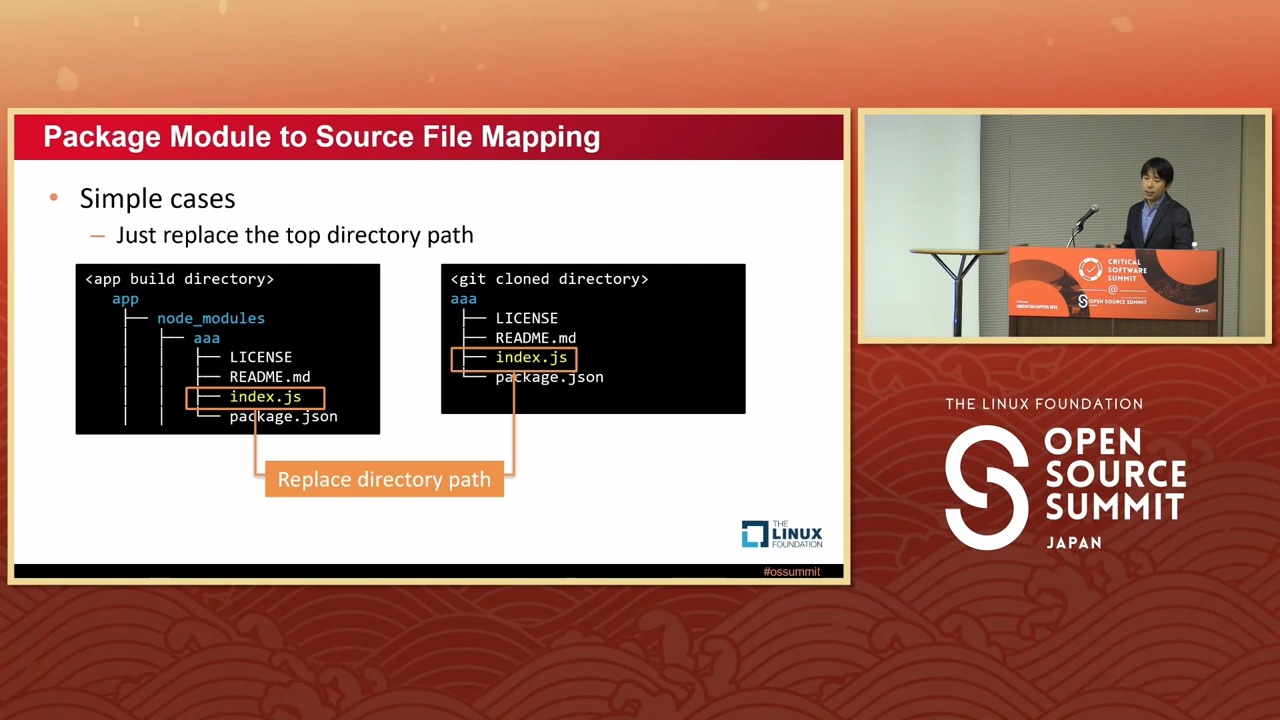 Package Module to Source File Mapping
• Simple cases
– Just replace the top directory path
<app build directory>
app
├── node_modules
│ ├── aaa
│ │ ├── LICENSE
│ │ ├── README.md
│ │ ├── index.js
│ │ └── package.json
<git cloned directory>
aaa
├── LICENSE
├── README.md
├── index.js
└── package.json
Replace directory path
THE
LINUX
FOUNDATION
#ossummit
CRITICAL
SOFTWARE
SUMMIT
@
OPEN SOURCE SUMMIT
THE LINUX FOUNDATION
OPEN
SOURCE
SUMMIT
JAPAN